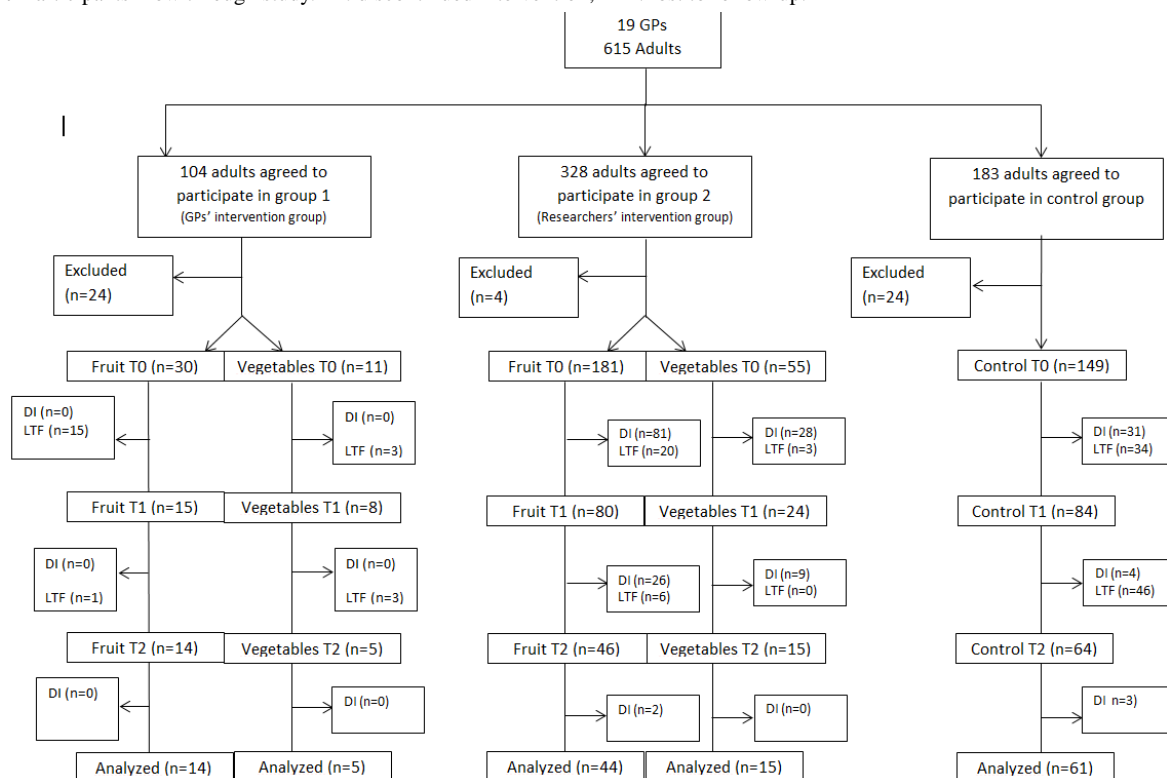 19 GPs
615 Adults
104 adults agreed to
participate in group 1
(GPs' intervention group)
328 adults agreed to
participate in group 2
(Researchers' intervention group)
183 adults agreed to
participate in control group
Excluded
(n=24)
Excluded
(n=4)
Excluded
(n=24)
Fruit T0 (n=30)
Vegetables T0 (n=11)
Fruit T0 (n=181)
Vegetables T0 (n=55)
Control T0 (n=149)
DI (n=0)
LTF (n=15)
DI (n=0)
LTF (n=3)
DI (n=81)
LTF (n=20)
DI (n=28)
LTF (n=3)
DI (n=31)
LTF (n=34)
Fruit T1 (n=15)
Vegetables T1 (n=8)
Fruit T1 (n=80)
Vegetables T1 (n=24)
Control T1 (n=84)
DI (n=0)
LTF (n=1)
DI (n=0)
LTF (n=3)
DI (n=26)
LTF (n=6)
DI (n=9)
LTF (n=0)
DI (n=4)
LTF (n=46)
Fruit T2 (n=14)
Vegetables T2 (n=5)
Fruit T2 (n=46)
Vegetables T2 (n=15)
Control T2 (n=64)
DI (n=0)
DI (n=0)
DI (n=2)
DI (n=0)
DI n=3)
Analyzed (n=14)
Analyzed (n=5)
Analyzed (n=44)
Analyzed (n=15)
Analyzed (n=61)